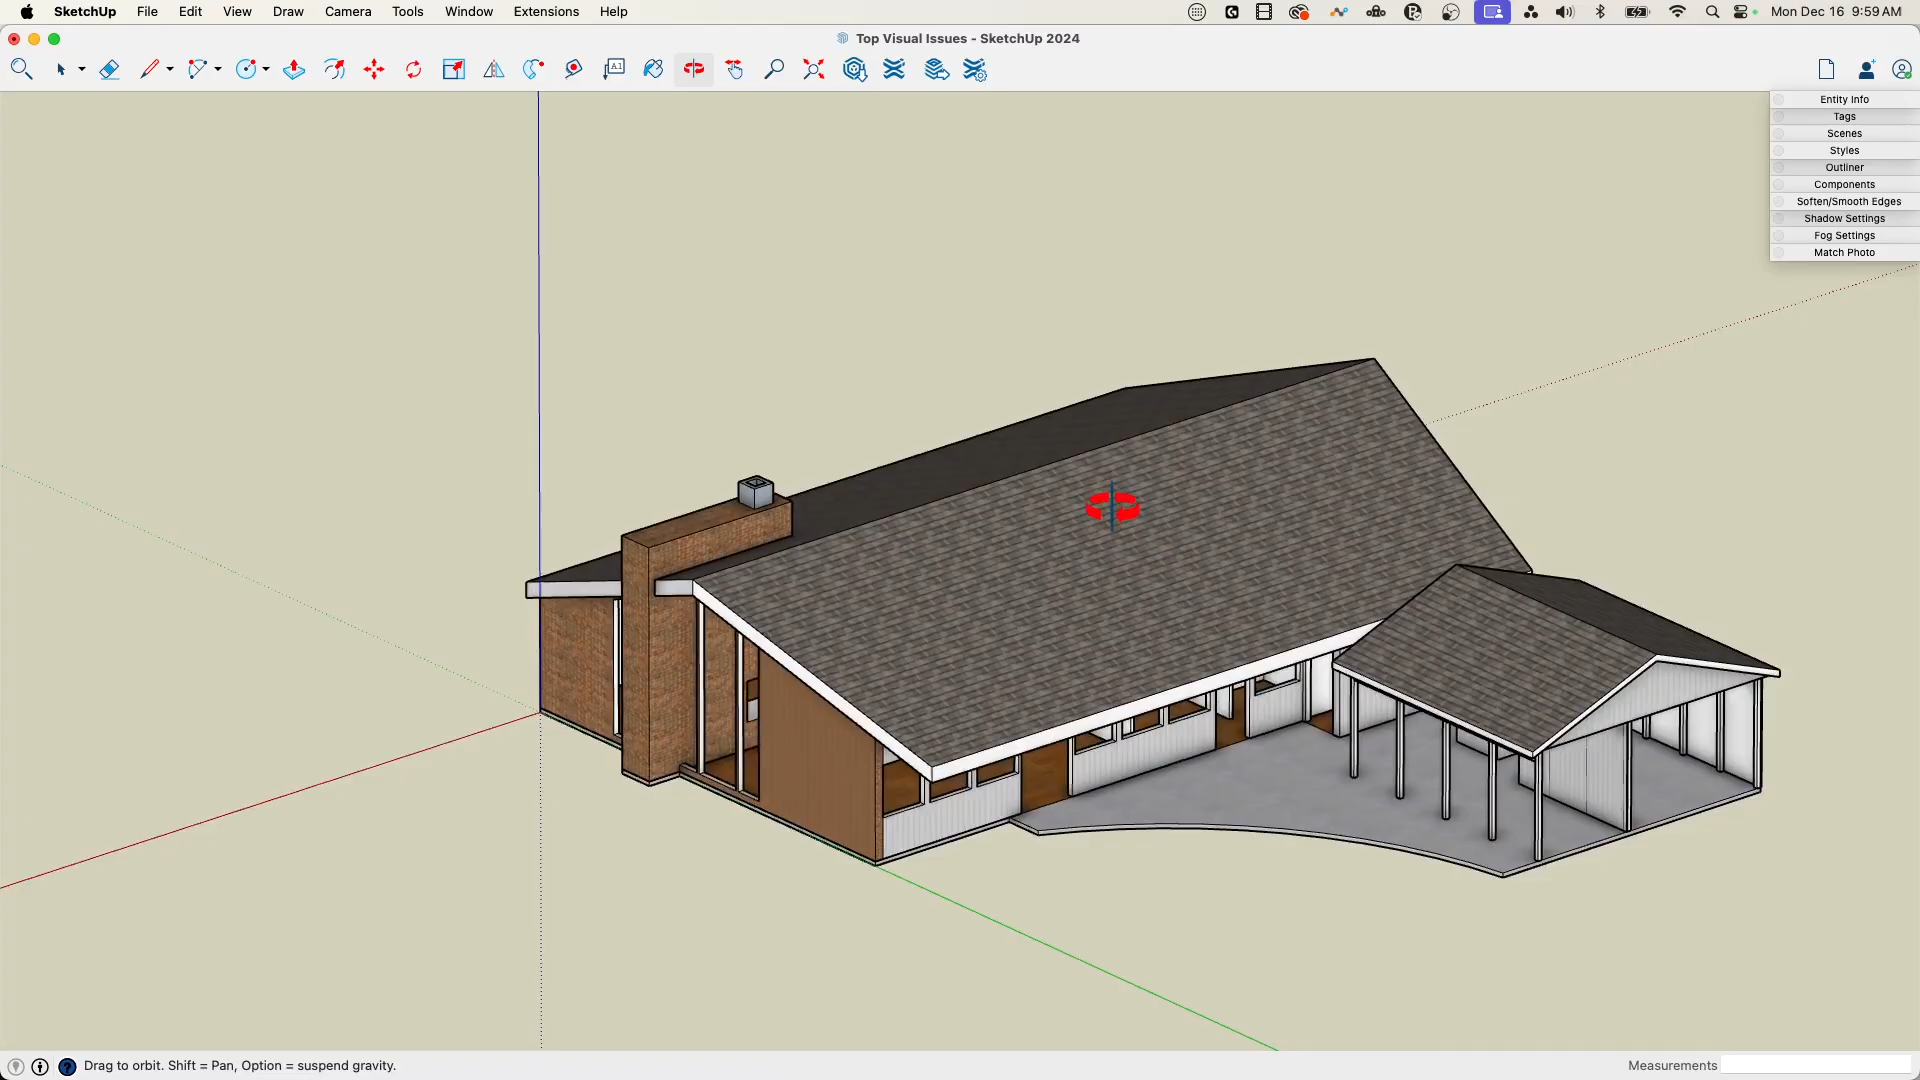 SketchUp File Edit View Draw Camera Tools Window Extensions Help Mon Dec 16 9:59 AM
Top Visual Issues - SketchUp 2024
A1
Entity Info
Tags
Scenes
Styles
Outliner
Components
Soften/Smooth Edges
Shadow Settings
Fog Settings
Match Photo
Drag to orbit. Shift = Pan, Option = suspend gravity. Measurements